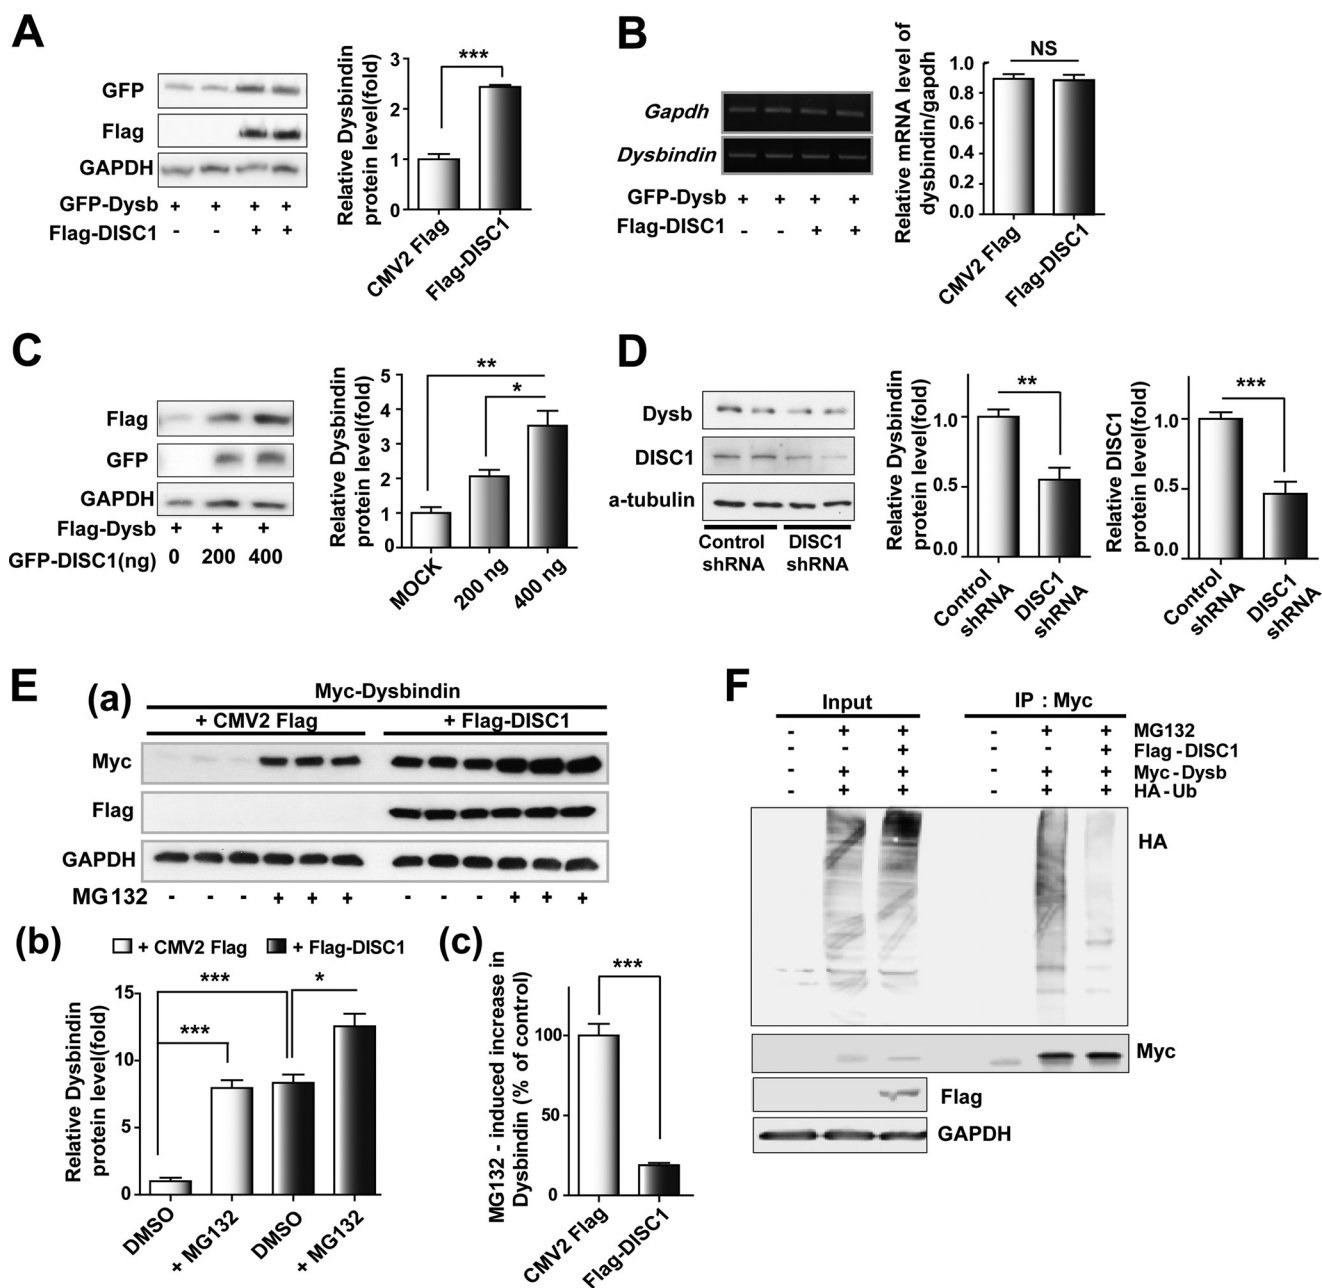 A
GFP
Flag
GAPDH
GFP-Dysb + + + +
Flag-DISC1 - - + +
Relative Dysbindin
protein level(fold)
3
2
1
0
***
CMV2 Flag
Flag-DISC1
B
Gapdh
Dysbindin
GFP-Dysb + + + +
Flag-DISC1 - - + +
Relative mRNA level of
dysbindin/gapdh
1.0
0.8
0.6
0.4
0.2
0.0
NS
CMV2 Flag
Flag-DISC1
C
Flag
GFP
GAPDH
Flag-Dysb + + +
GFP-DISC1(ng) 0 200 400
Relative Dysbindin
protein level(fold)
5
4
3
2
1
0
**
*
MOCK
200 ng
400 ng
D
Dysb
DISC1
a-tubulin
Control
shRNA
DISC1
shRNA
Relative Dysbindin
protein level(fold)
1.0
0.5
0.0
**
Control
shRNA
DISC1
shRNA
Relative DISC1
protein level(fold)
1.0
0.5
0.0
***
Control
shRNA
DISC1
shRNA
E
(a)
Myc-Dysbindin
+ CMV2 Flag + Flag-DISC1
Myc
Flag
GAPDH
MG132 - - - + + + - - - + + +
(b)
+ CMV2 Flag + Flag-DISC1
Relative Dysbindin
protein level(fold)
15
10
5
0
***
***
*
DMSO
+ MG132
DMSO
+ MG132
(c)
MG132 - induced increase in
Dysbindin (% of control)
100
50
0
***
CMV2 Flag
Flag-DISC1
F
Input IP : Myc
- + + - + + MG132
- - + - - + Flag-DISC1
- + + - + + Myc-Dysb
- + + - + + HA-Ub
HA
Myc
Flag
GAPDH